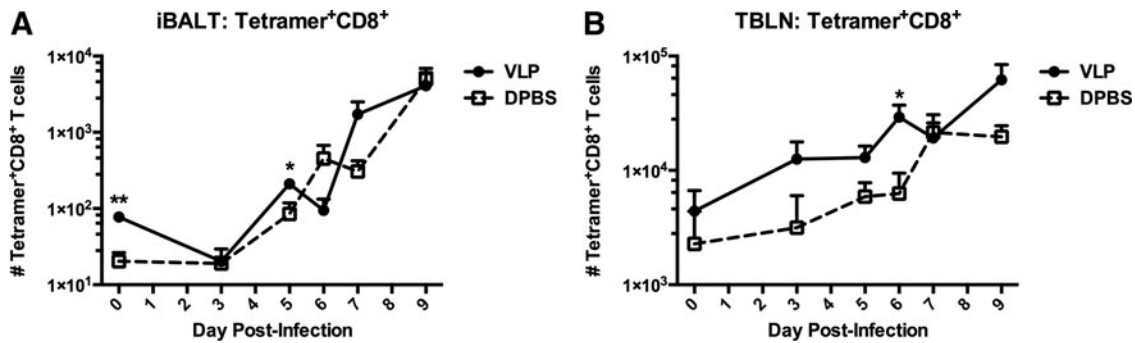 A
iBALT: Tetramer⁺CD8⁺
# Tetramer⁺CD8⁺ T cells
1×10⁴
1×10³
1×10²
1×10¹
**
*
VLP
DPBS
0 1 2 3 4 5 6 7 8 9
Day Post-Infection
B
TBLN: Tetramer⁺CD8⁺
# Tetramer⁺CD8⁺ T cells
1×10⁵
1×10⁴
1×10³
*
VLP
DPBS
0 1 2 3 4 5 6 7 8 9
Day Post-Infection